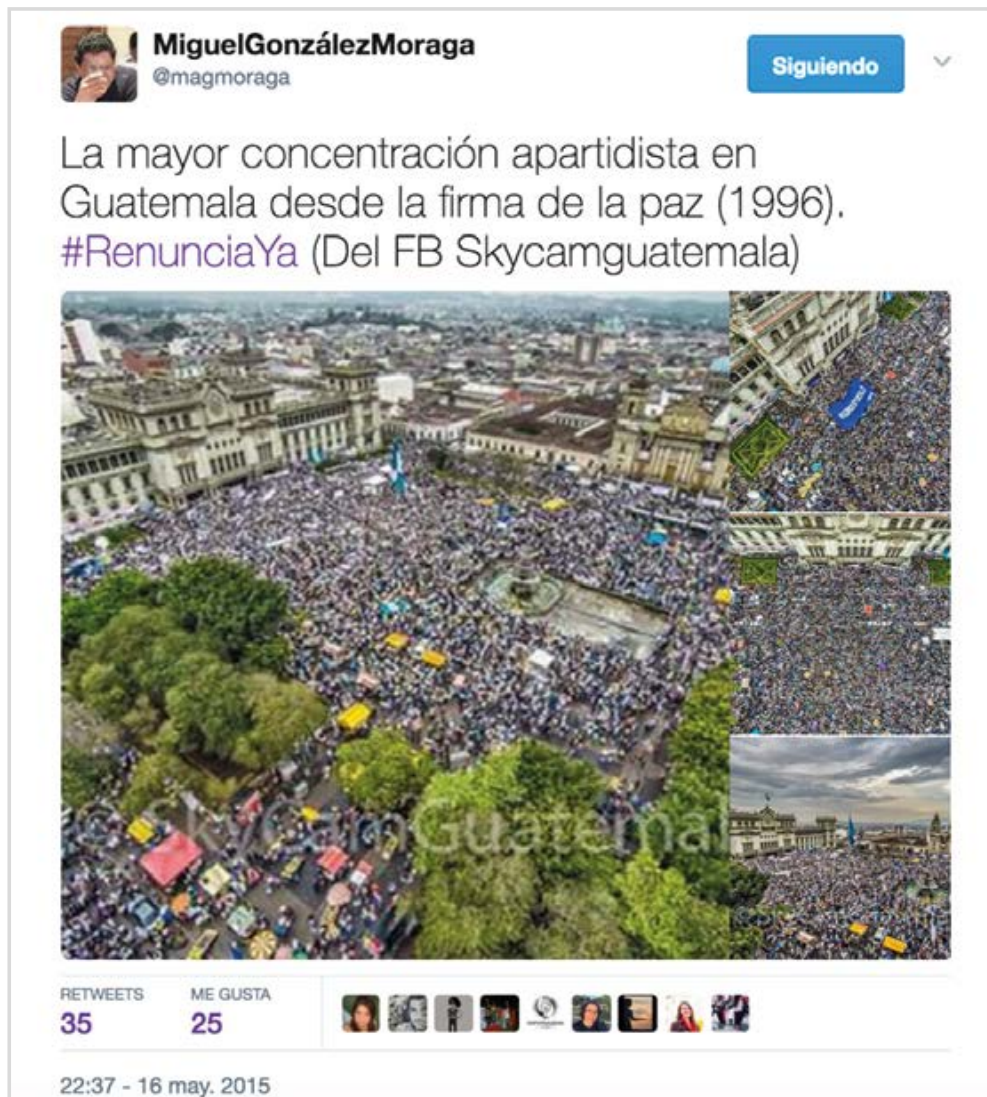 MiguelGonzálezMoraga
@magmoraga
Siguiendo
La mayor concentración apartidista en
Guatemala desde la firma de la paz (1996).
#RenunciaYa (Del FB Skycamguatemala)
SkyCamGuatemal
RETWEETS
ME GUSTA
35
25
22:37 - 16 may. 2015